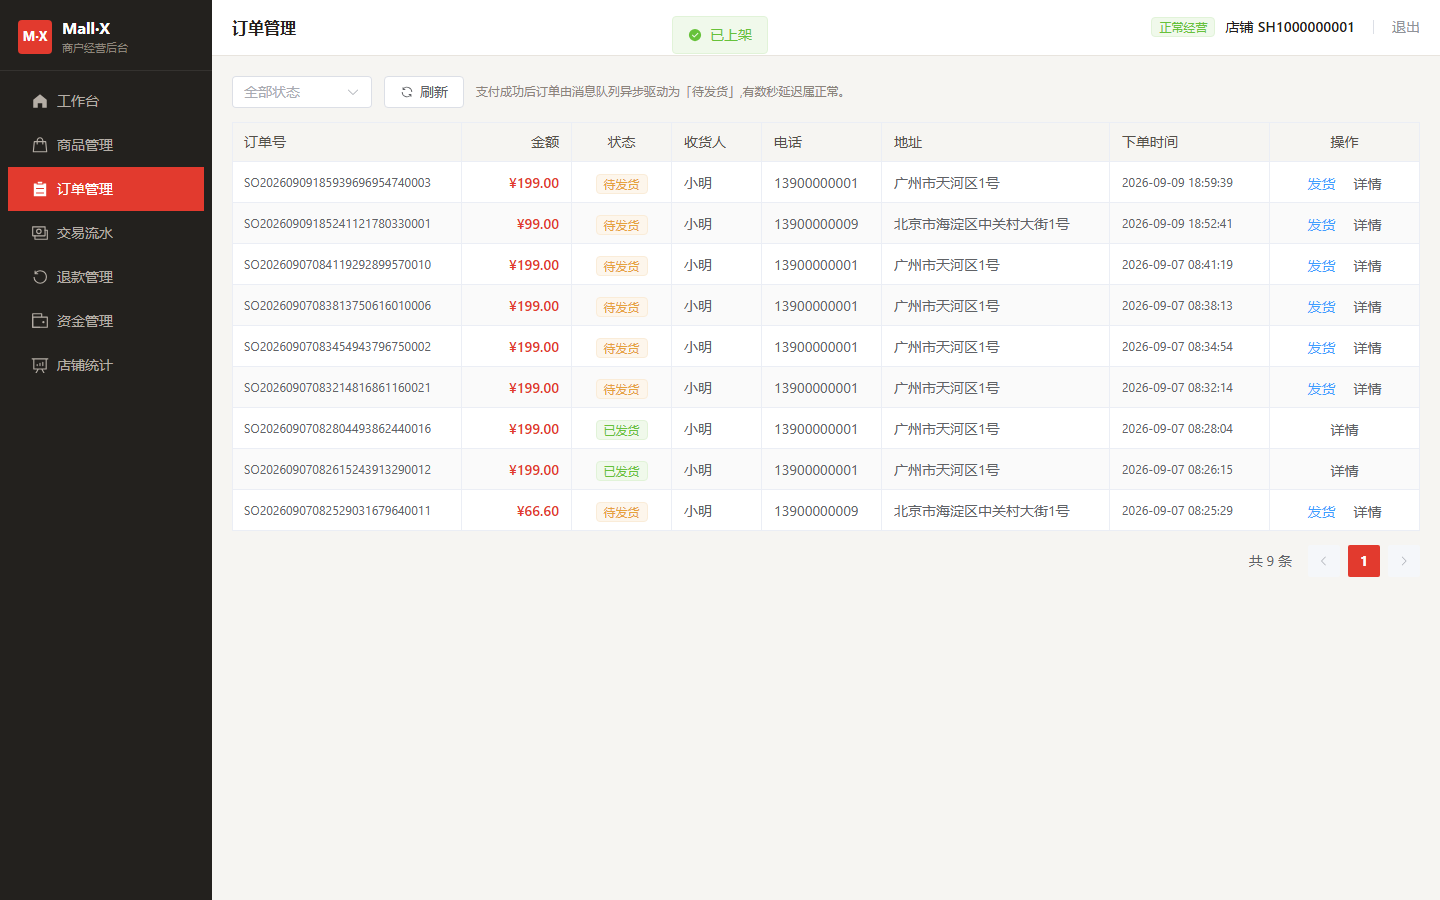 M·X
Mall·X
商户经营后台
工作台
商品管理
订单管理
交易流水
退款管理
资金管理
店铺统计
订单管理
已上架
正常经营 店铺 SH1000000001 退出
全部状态 刷新 支付成功后订单由消息队列异步驱动为「待发货」,有数秒延迟属正常。
订单号 金额 状态 收货人 电话 地址 下单时间 操作
SO20260909185939696954740003 ¥199.00 待发货 小明 13900000001 广州市天河区1号 2026-09-09 18:59:39 发货 详情
SO20260909185241121780330001 ¥99.00 待发货 小明 13900000009 北京市海淀区中关村大街1号 2026-09-09 18:52:41 发货 详情
SO20260907084119292899570010 ¥199.00 待发货 小明 13900000001 广州市天河区1号 2026-09-07 08:41:19 发货 详情
SO20260907083813750616010006 ¥199.00 待发货 小明 13900000001 广州市天河区1号 2026-09-07 08:38:13 发货 详情
SO20260907083454943796750002 ¥199.00 待发货 小明 13900000001 广州市天河区1号 2026-09-07 08:34:54 发货 详情
SO20260907083214816861160021 ¥199.00 待发货 小明 13900000001 广州市天河区1号 2026-09-07 08:32:14 发货 详情
SO20260907082804493862440016 ¥199.00 已发货 小明 13900000001 广州市天河区1号 2026-09-07 08:28:04 详情
SO20260907082615243913290012 ¥199.00 已发货 小明 13900000001 广州市天河区1号 2026-09-07 08:26:15 详情
SO20260907082529031679640011 ¥66.60 待发货 小明 13900000009 北京市海淀区中关村大街1号 2026-09-07 08:25:29 发货 详情
共 9 条 1